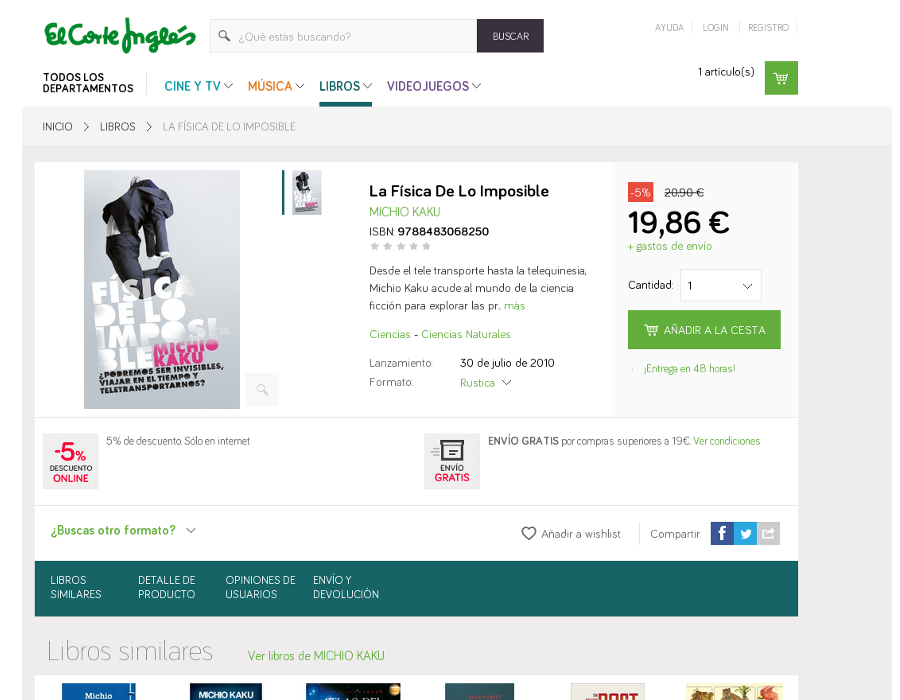 El Corte Inglés
¿Qué estás buscando?
BUSCAR
AYUDA
LOGIN
REGISTRO
TODOS LOS
DEPARTAMENTOS
CINE Y TV
MÚSICA
LIBROS
VIDEOJUEGOS
1 artículo(s)
INICIO
LIBROS
LA FÍSICA DE LO IMPOSIBLE
FÍSICA
DE LO
IMPOSI
BLE
MICHIO
KAKU
¿PODREMOS SER INVISIBLES,
VIAJAR EN EL TIEMPO Y
TELETRANSPORTARNOS?
La Física De Lo Imposible
MICHIO KAKU
ISBN: 9788483068250
Desde el tele transporte hasta la telequinesia,
Michio Kaku acude al mundo de la ciencia
ficción para explorar las pr.. más
Ciencias - Ciencias Naturales
Lanzamiento: 30 de julio de 2010
Formato: Rustica
-5% 20,90 €
19,86 €
+ gastos de envío
Cantidad: 1
AÑADIR A LA CESTA
· ¡Entrega en 48 horas!
-5%
DESCUENTO
ONLINE
5% de descuento. Sólo en internet
ENVÍO
GRATIS
ENVÍO GRATIS por compras superiores a 19€. Ver condiciones
¿Buscas otro formato?
Añadir a wishlist
Compartir
LIBROS
SIMILARES
DETALLE DE
PRODUCTO
OPINIONES DE
USUARIOS
ENVÍO Y
DEVOLUCIÓN
Libros similares
Ver libros de MICHIO KAKU
Michio
MICHIO KAKU